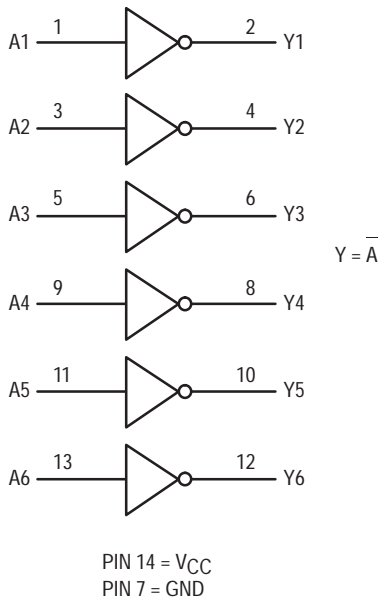 A1 1 2 Y1
A2 3 4 Y2
A3 5 6 Y3
Y = A̅
A4 9 8 Y4
A5 11 10 Y5
A6 13 12 Y6
PIN 14 = VCC
PIN 7 = GND